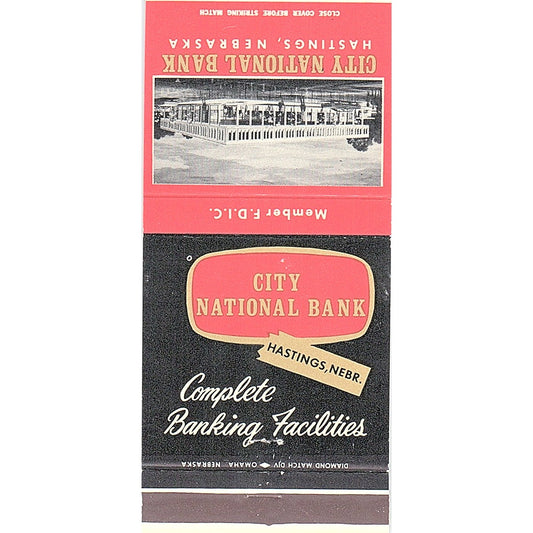 CLOSE COVER BEFORE STRIKING MATCH
HASTINGS, NEBRASKA
CITY NATIONAL BANK
Member F.D.I.C.
CITY
NATIONAL BANK
HASTINGS, NEBR.
Complete
Banking Facilities
DIAMOND MATCH DIV OMAHA, NEBRASKA